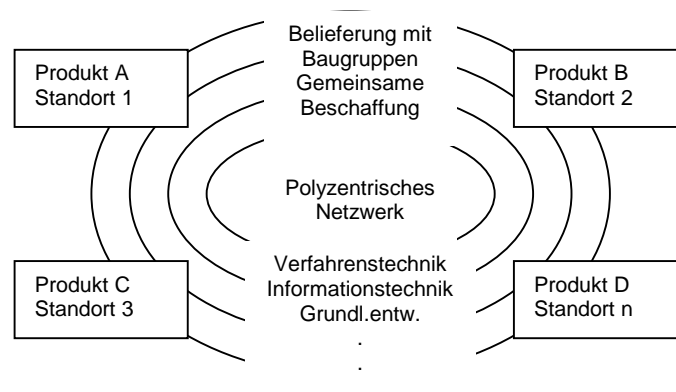 Belieferung mit
Baugruppen
Gemeinsame
Beschaffung
Produkt A
Standort 1
Produkt B
Standort 2
Polyzentrisches
Netzwerk
Produkt C
Standort 3
Verfahrenstechnik
Informationstechnik
Grundl.entw.
.
.
Produkt D
Standort n